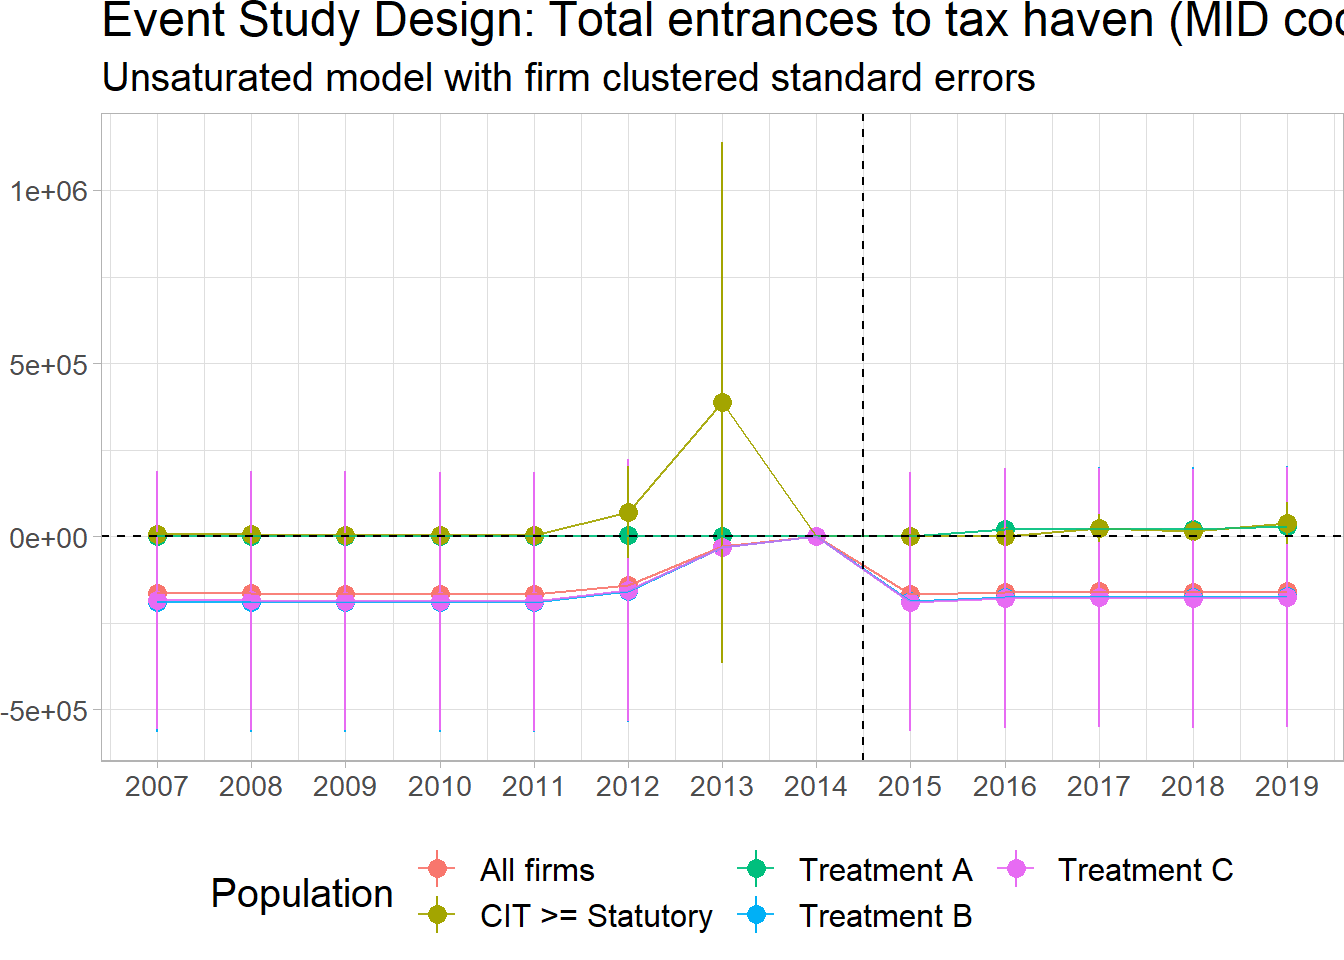 Event Study Design: Total entrances to tax haven (MID
Unsaturated model with firm clustered standard errors
1e+06
5e+05
0e+00
-5e+05
2007 2008 2009 2010 2011 2012 2013 2014 2015 2016 2017 2018 2019
Population
All firms
CIT >= Statutory
Treatment A
Treatment B
Treatment C